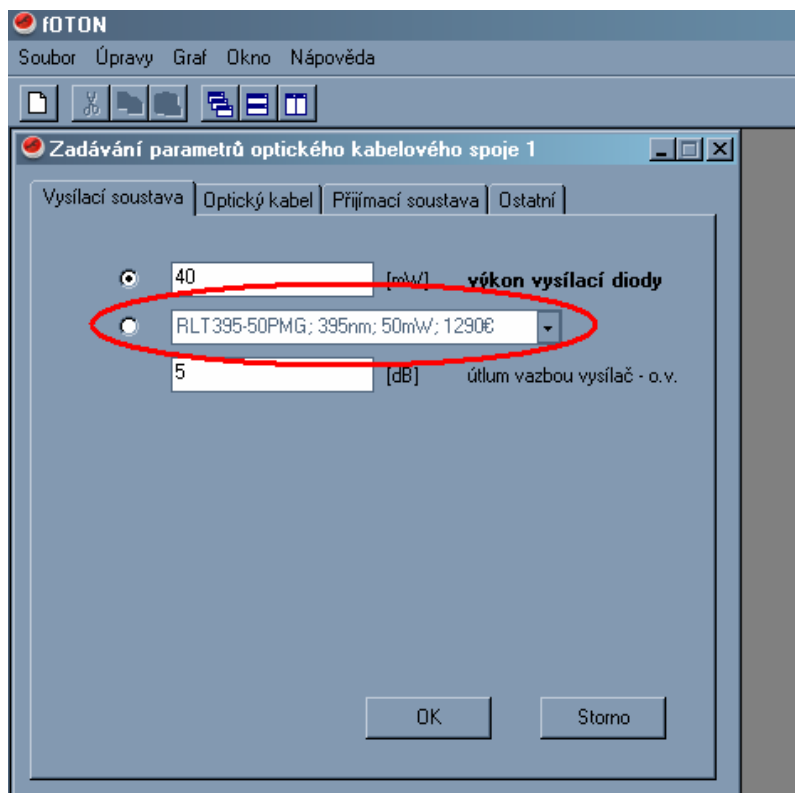 fOTON
Soubor Úpravy Graf Okno Nápověda
Zadávání parametrů optického kabelového spoje 1
Vysílací soustava Optický kabel Přijímací soustava Ostatní
40 [mW] výkon vysílací diody
RLT395-50PMG; 395nm; 50mW; 1290€
5 [dB] útlum vazbou vysílač - o.v.
OK Storno